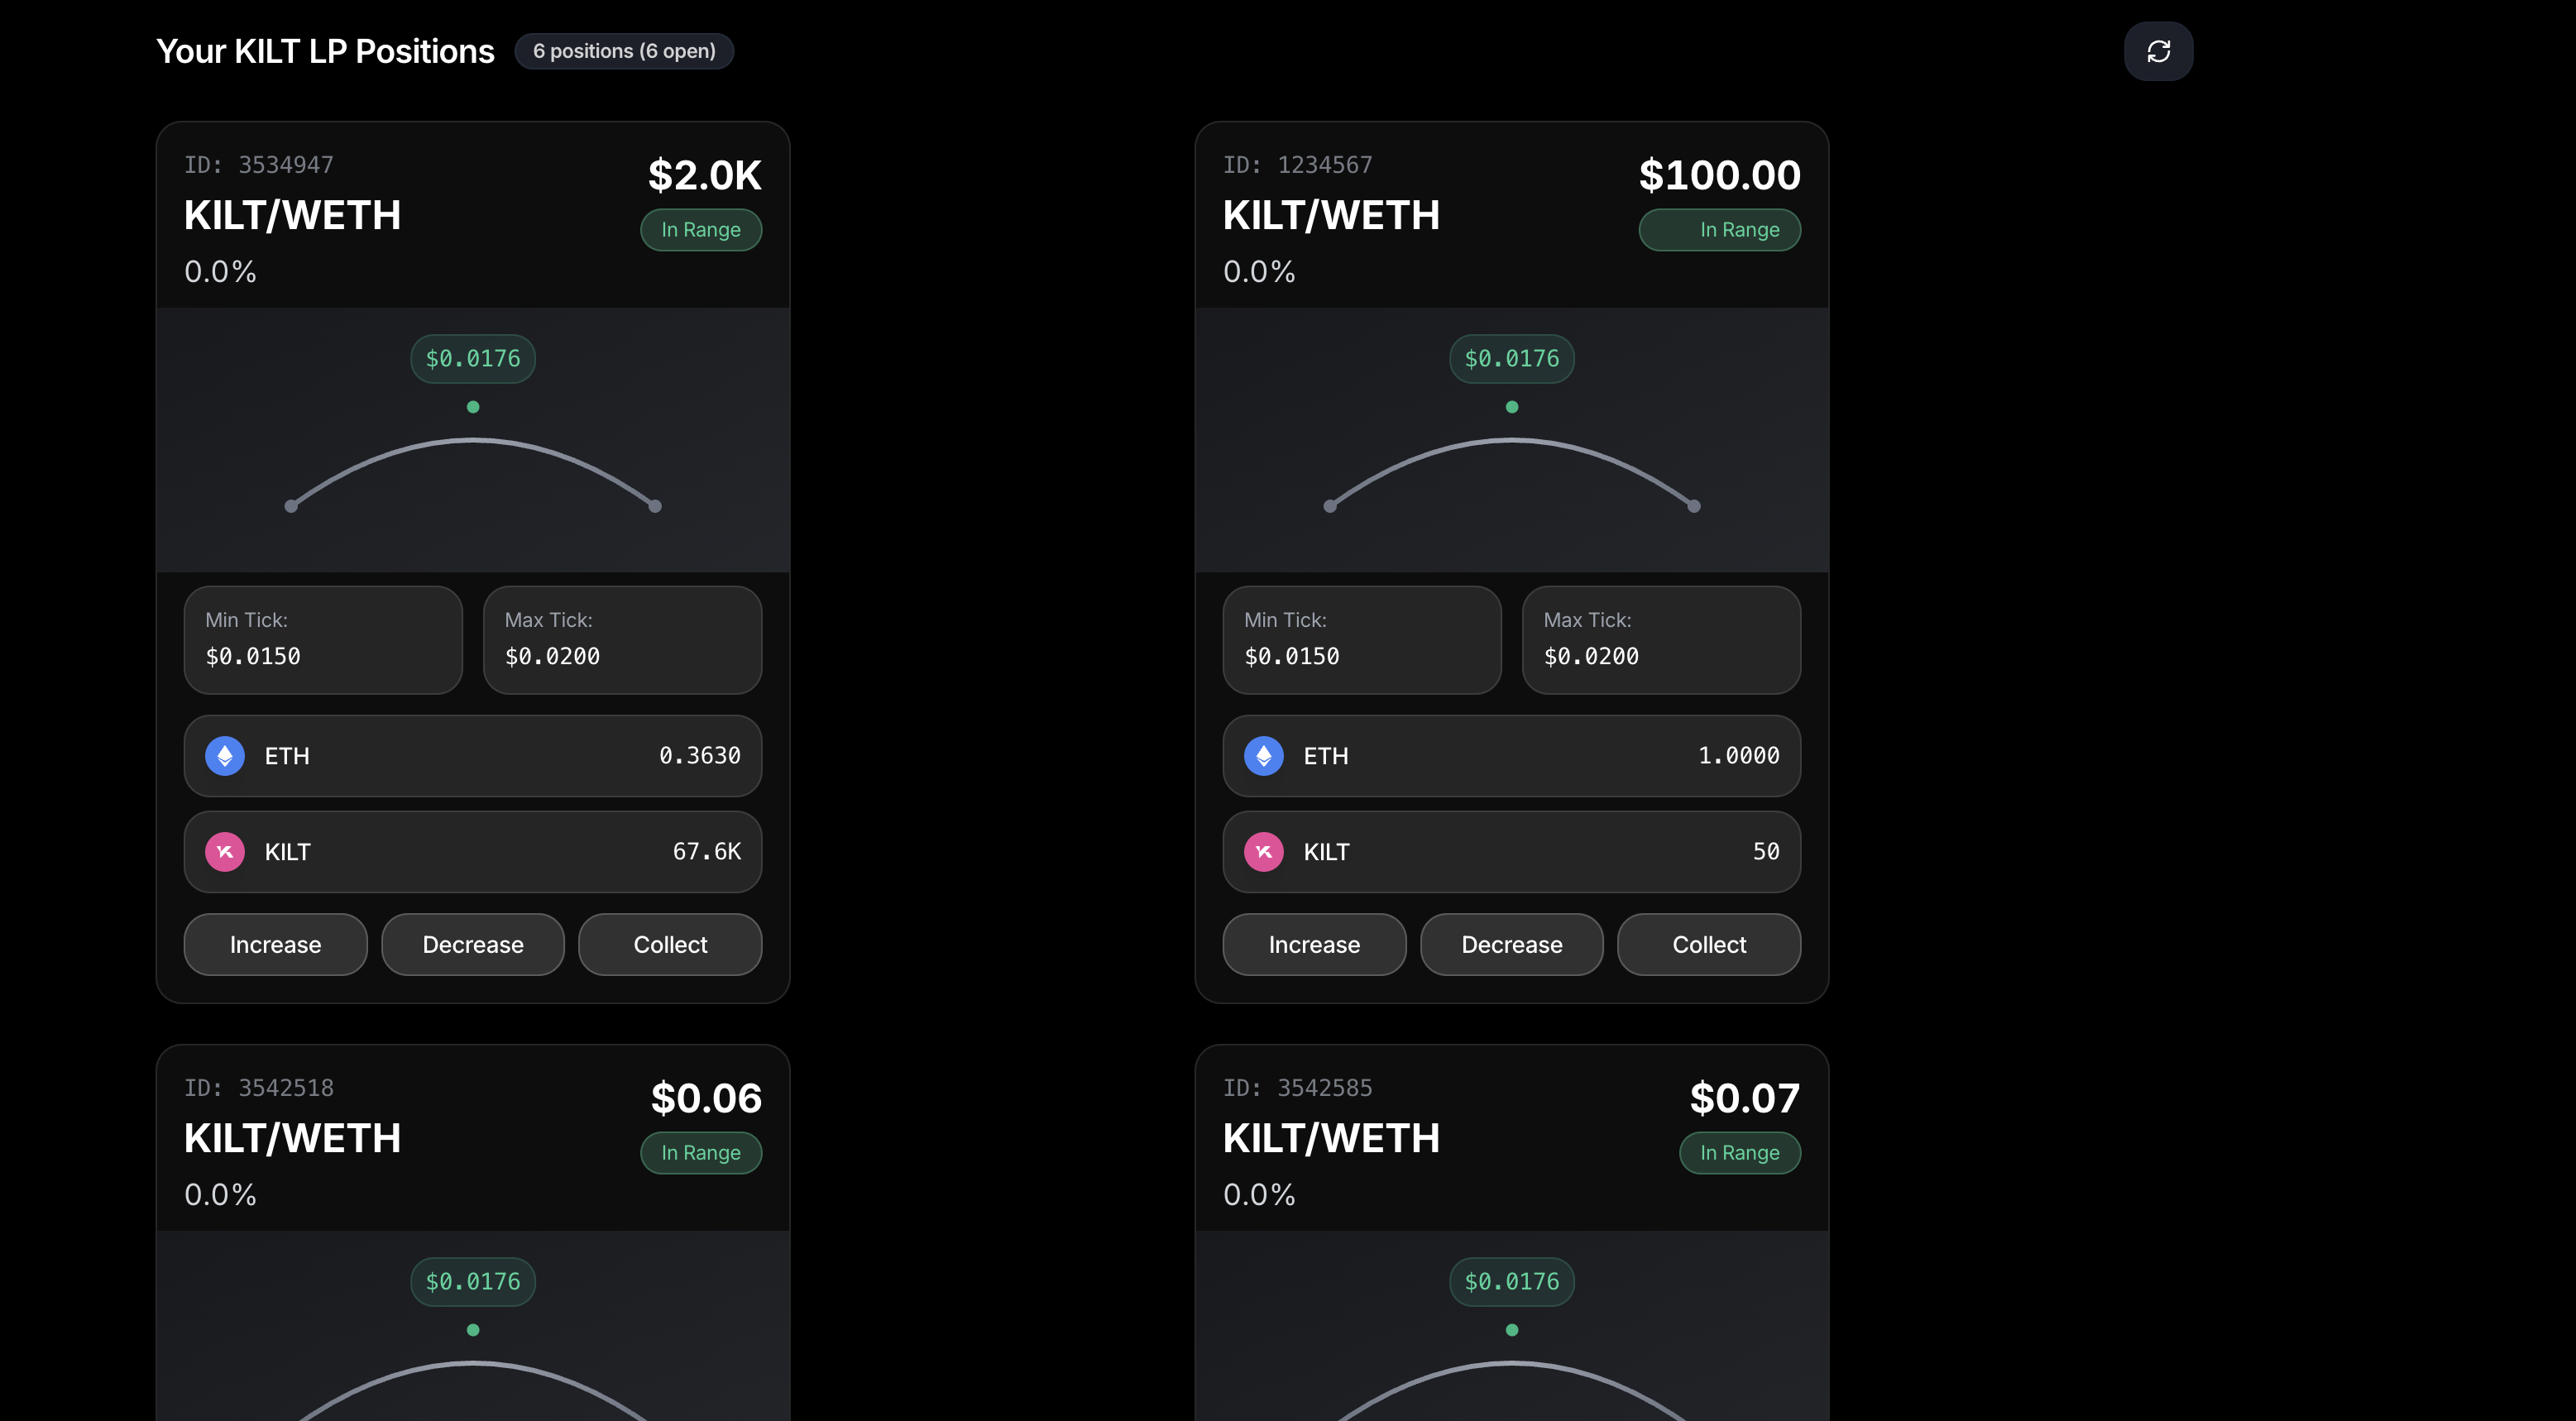 Your KILT LP Positions
6 positions (6 open)
ID: 3534947
$2.0K
KILT/WETH
In Range
0.0%
$0.0176
Min Tick:
$0.0150
Max Tick:
$0.0200
ETH
0.3630
KILT
67.6K
Increase
Decrease
Collect
ID: 1234567
$100.00
KILT/WETH
In Range
0.0%
$0.0176
Min Tick:
$0.0150
Max Tick:
$0.0200
ETH
1.0000
KILT
50
Increase
Decrease
Collect
ID: 3542518
$0.06
KILT/WETH
In Range
0.0%
$0.0176
ID: 3542585
$0.07
KILT/WETH
In Range
0.0%
$0.0176